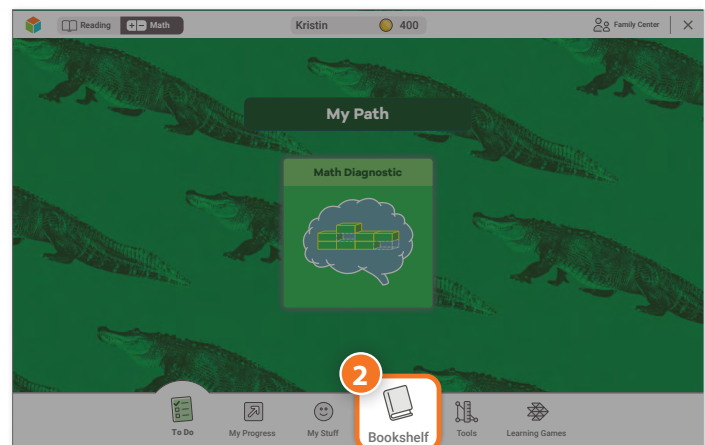 Reading
Math
Kristin
400
Family Center
My Path
Math Diagnostic
2
To Do
My Progress
My Stuff
Bookshelf
Tools
Learning Games